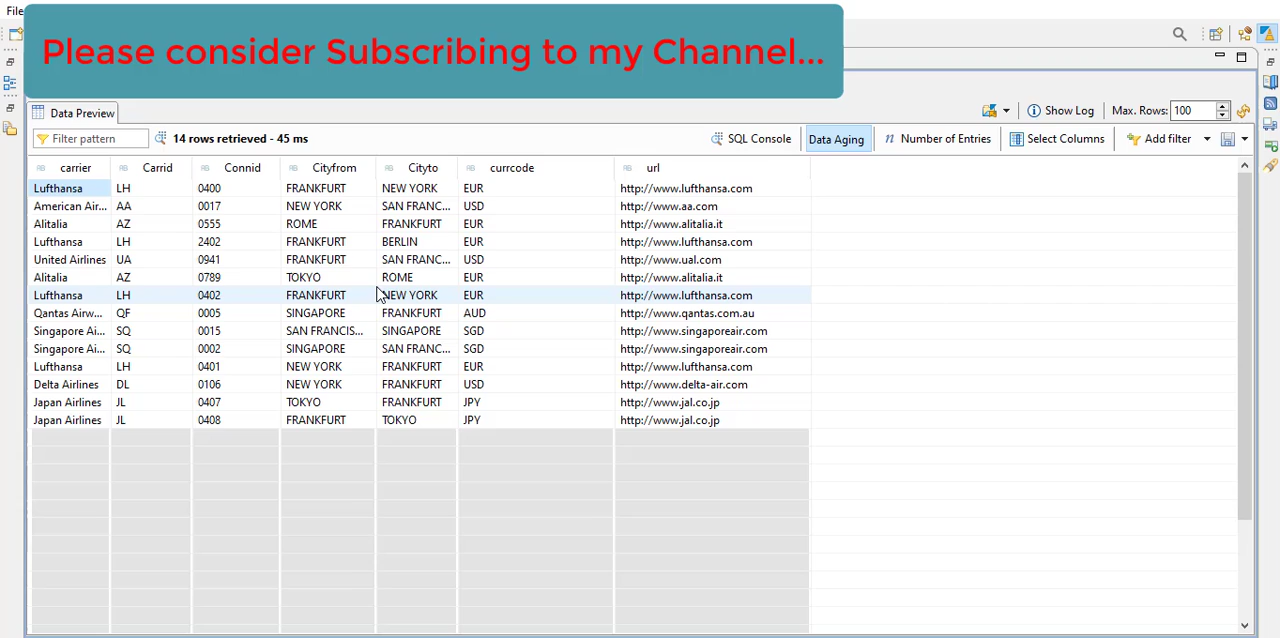 File
Please consider Subscribing to my Channel...
Data Preview
Show Log Max. Rows: 100
Filter pattern 14 rows retrieved - 45 ms SQL Console Data Aging Number of Entries Select Columns Add filter
carrier Carrid Connid Cityfrom Cityto currcode url
Lufthansa LH 0400 FRANKFURT NEW YORK EUR http://www.lufthansa.com
American Air... AA 0017 NEW YORK SAN FRANC... USD http://www.aa.com
Alitalia AZ 0555 ROME FRANKFURT EUR http://www.alitalia.it
Lufthansa LH 2402 FRANKFURT BERLIN EUR http://www.lufthansa.com
United Airlines UA 0941 FRANKFURT SAN FRANC... USD http://www.ual.com
Alitalia AZ 0789 TOKYO ROME EUR http://www.alitalia.it
Lufthansa LH 0402 FRANKFURT NEW YORK EUR http://www.lufthansa.com
Qantas Airw... QF 0005 SINGAPORE FRANKFURT AUD http://www.qantas.com.au
Singapore Ai... SQ 0015 SAN FRANCIS... SINGAPORE SGD http://www.singaporeair.com
Singapore Ai... SQ 0002 SINGAPORE SAN FRANC... SGD http://www.singaporeair.com
Lufthansa LH 0401 NEW YORK FRANKFURT EUR http://www.lufthansa.com
Delta Airlines DL 0106 NEW YORK FRANKFURT USD http://www.delta-air.com
Japan Airlines JL 0407 TOKYO FRANKFURT JPY http://www.jal.co.jp
Japan Airlines JL 0408 FRANKFURT TOKYO JPY http://www.jal.co.jp